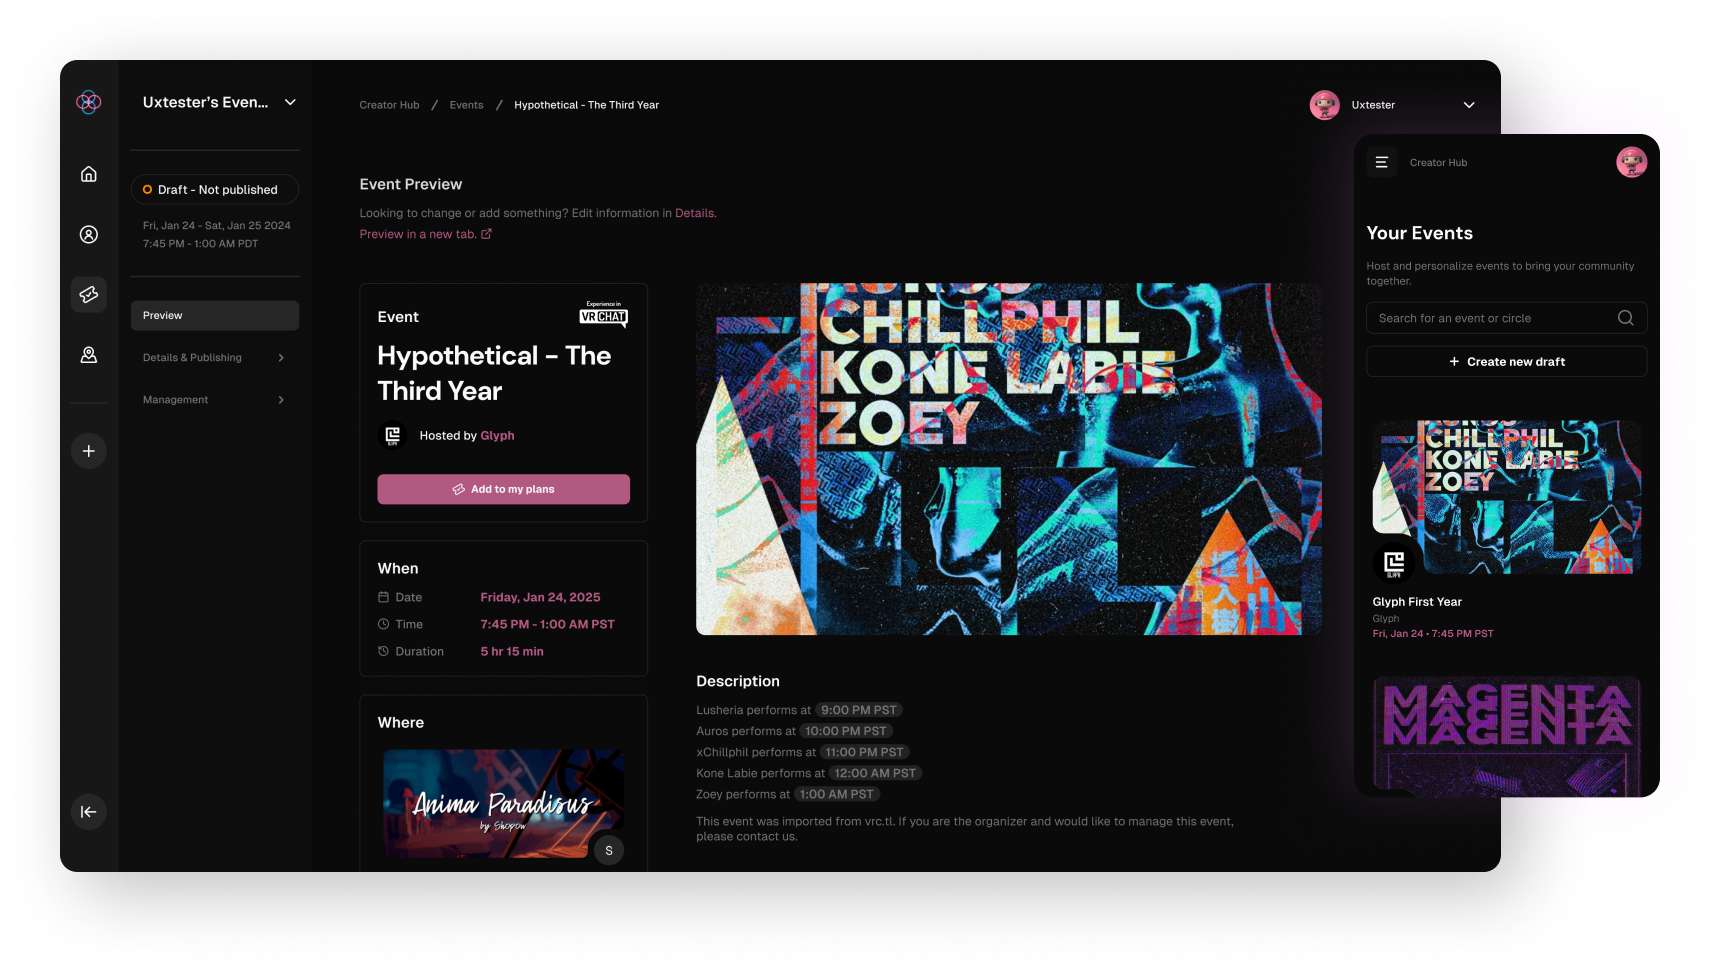 Uxtester’s Even...
Draft - Not published
Fri, Jan 24 - Sat, Jan 25 2024
7:45 PM - 1:00 AM PDT
Preview
Details & Publishing
Management
Creator Hub / Events / Hypothetical - The Third Year
Uxtester
Event Preview
Looking to change or add something? Edit information in Details.
Preview in a new tab.
Event
Experience in
VRCHAT
Hypothetical – The
Third Year
GLYPH
Hosted by Glyph
Add to my plans
When
Date Friday, Jan 24, 2025
Time 7:45 PM - 1:00 AM PST
Duration 5 hr 15 min
Where
Anima Paradisus
by Shopow
S
AUROS
CHILLPHIL
KONE LABIE
ZOEY
Description
Lusheria performs at 9:00 PM PST
Auros performs at 10:00 PM PST
xChillphil performs at 11:00 PM PST
Kone Labie performs at 12:00 AM PST
Zoey performs at 1:00 AM PST
This event was imported from vrc.tl. If you are the organizer and would like to manage this event,
please contact us.
Creator Hub
Your Events
Host and personalize events to bring your community
together.
Search for an event or circle
Create new draft
AUROS
CHILLPHIL
KONE LABIE
ZOEY
GLYPH
Glyph First Year
Glyph
Fri, Jan 24 • 7:45 PM PST
MAGENTA
MAGENTA
MAGENTA